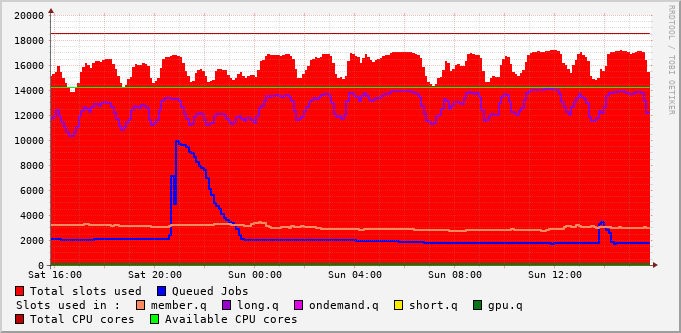 20000
18000
16000
14000
12000
10000
8000
6000
4000
2000
0
Sat 16:00 Sat 20:00 Sun 00:00 Sun 04:00 Sun 08:00 Sun 12:00
Total slots used Queued Jobs
Slots used in : member.q long.q ondemand.q short.q gpu.q
Total CPU cores Available CPU cores
RRDTOOL / TOBI OETIKER